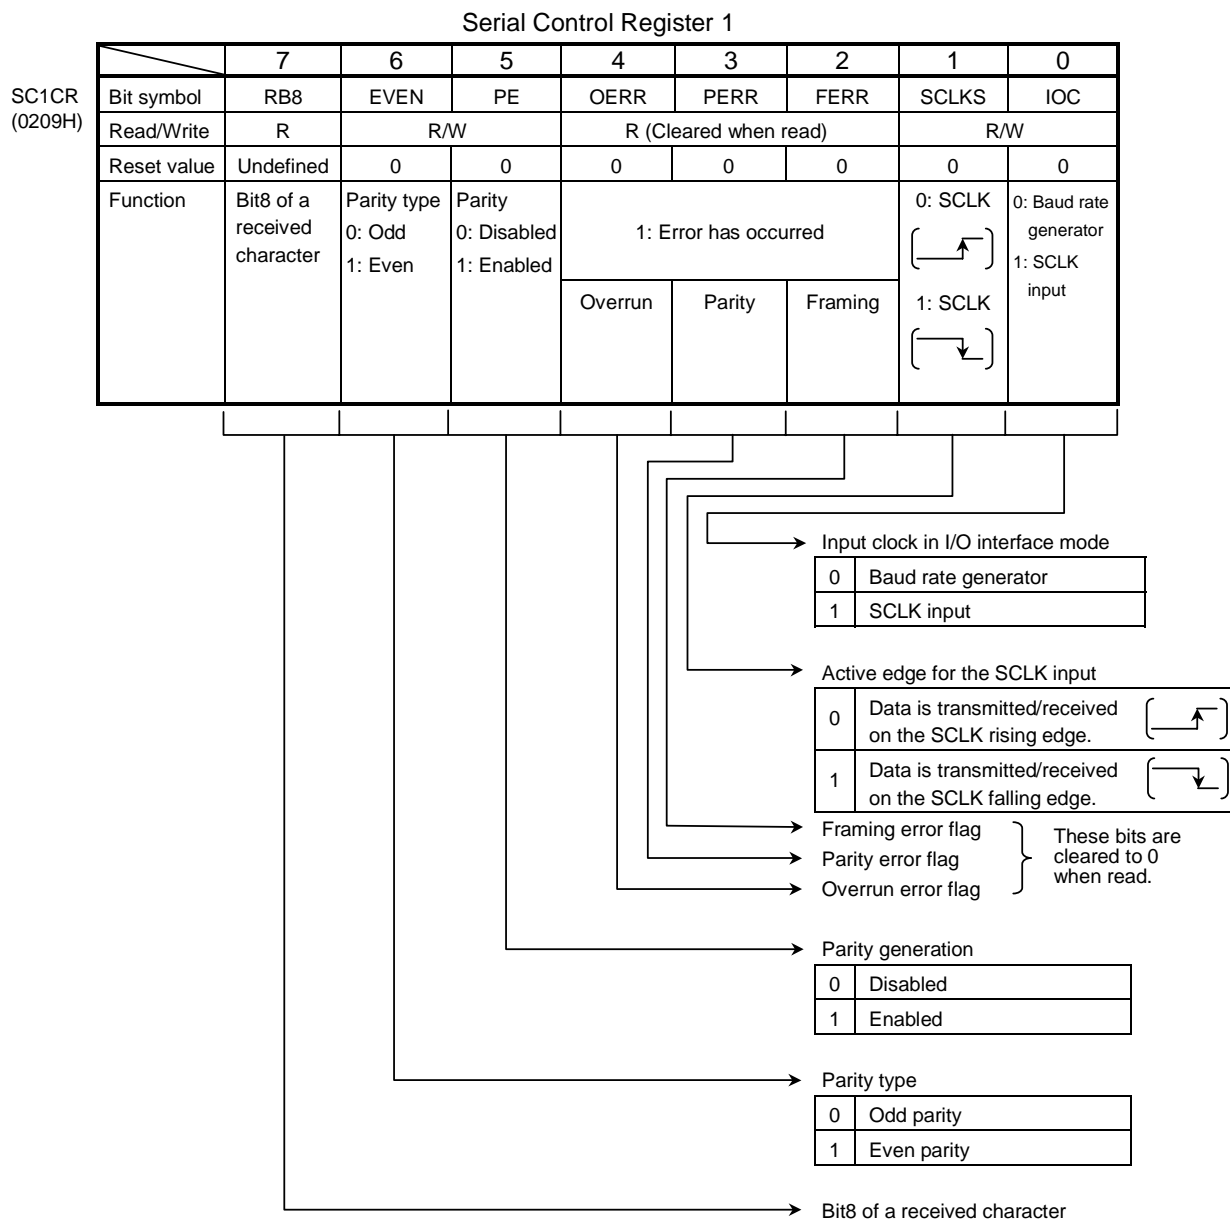 Serial Control Register 1
7 6 5 4 3 2 1 0
SC1CR
(0209H)
Bit symbol RB8 EVEN PE OERR PERR FERR SCLKS IOC
Read/Write R R/W R (Cleared when read) R/W
Reset value Undefined 0 0 0 0 0 0 0
Function
Bit8 of a
received
character
Parity type
0: Odd
1: Even
Parity
0: Disabled
1: Enabled
1: Error has occurred
Overrun Parity Framing
0: SCLK
1: SCLK
0: Baud rate
generator
1: SCLK
input
Input clock in I/O interface mode
0 Baud rate generator
1 SCLK input
Active edge for the SCLK input
0 Data is transmitted/received
on the SCLK rising edge.
1 Data is transmitted/received
on the SCLK falling edge.
Framing error flag
Parity error flag
Overrun error flag
These bits are
cleared to 0
when read.
Parity generation
0 Disabled
1 Enabled
Parity type
0 Odd parity
1 Even parity
Bit8 of a received character